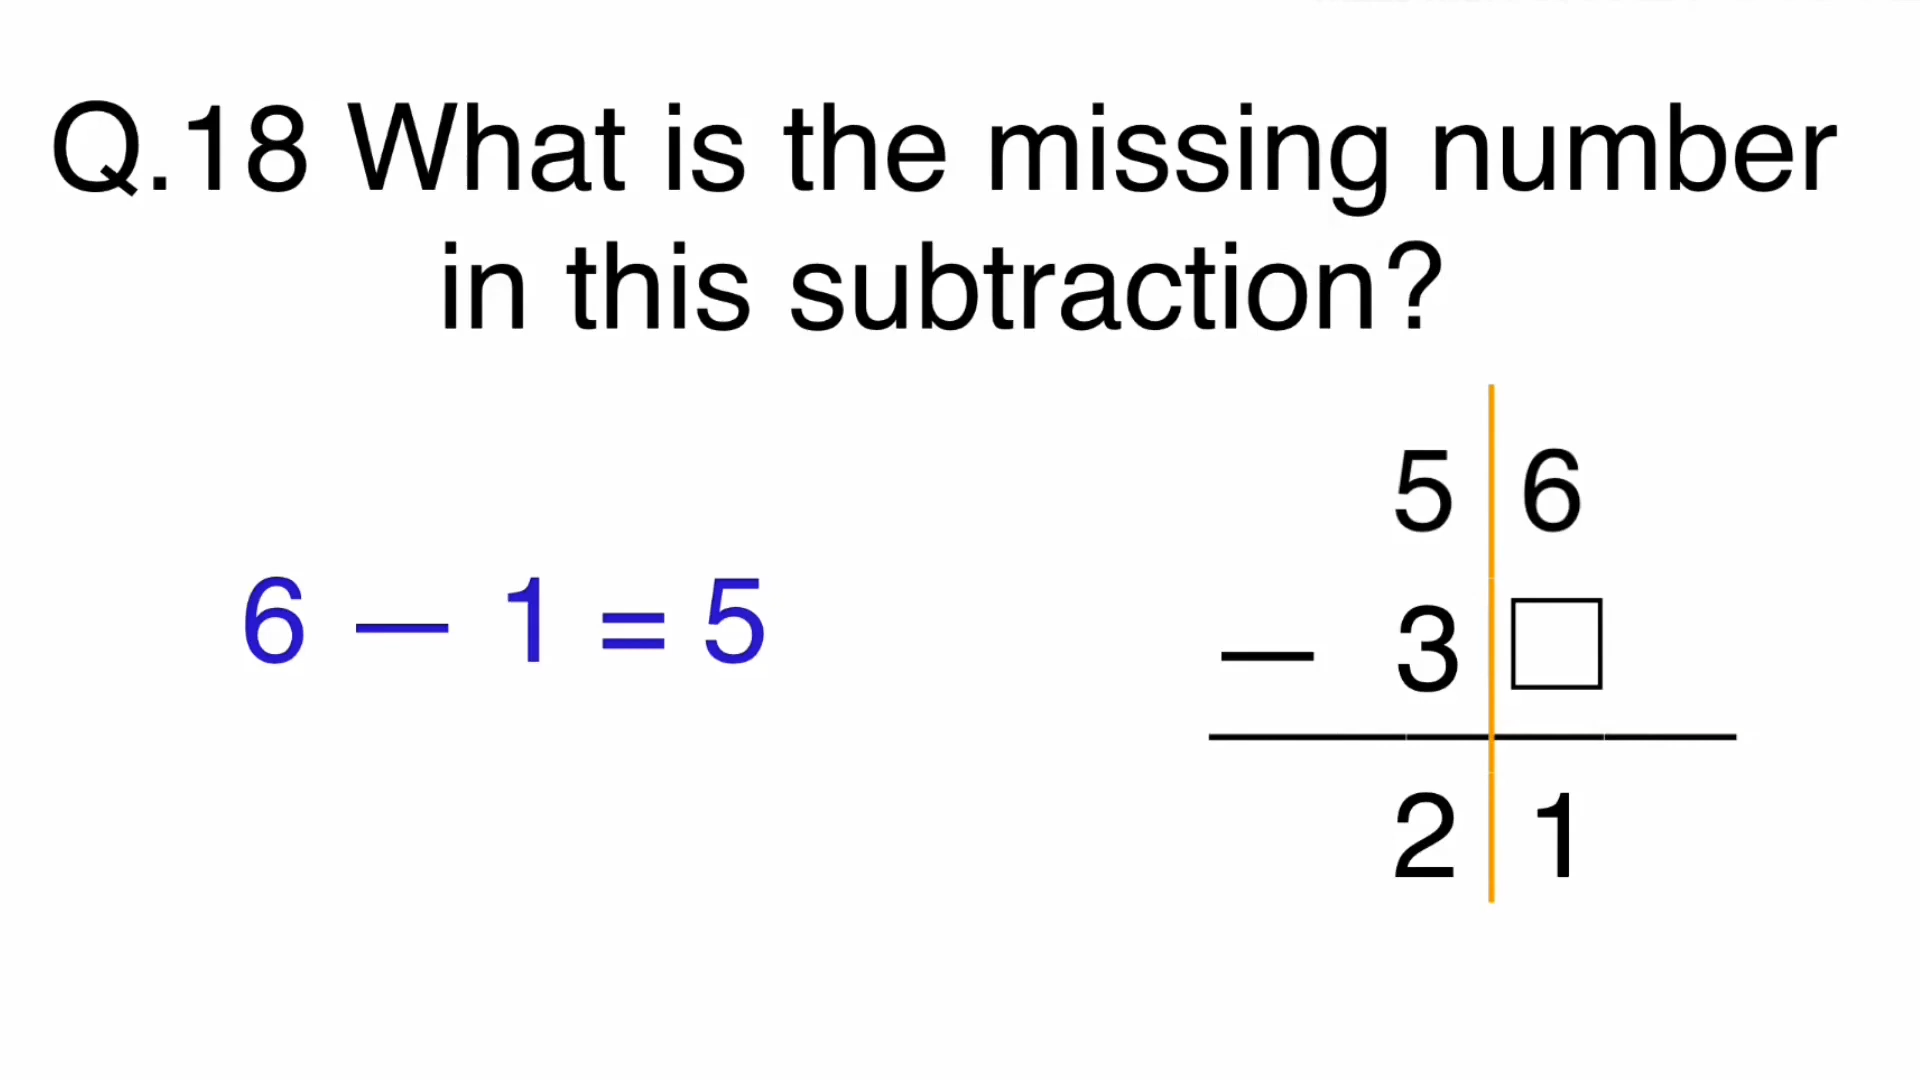 Q.18 What is the missing number
in this subtraction?
5 6
6 — 1 = 5
— 3 □
2 1